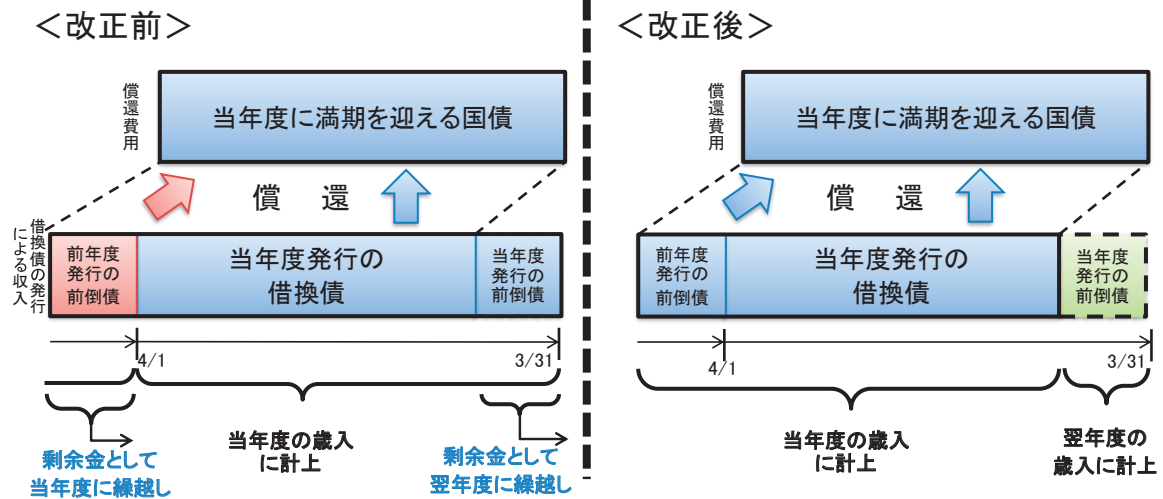 ＜改正前＞
償還費用
当年度に満期を迎える国債
償 還
借換債の発行
による収入
前年度
発行の
前倒債
当年度発行の
借換債
当年度
発行の
前倒債
4/1
3/31
当年度の歳入
に計上
剰余金として
当年度に繰越し
剰余金として
翌年度に繰越し
＜改正後＞
償還費用
当年度に満期を迎える国債
償 還
前年度
発行の
前倒債
当年度発行の
借換債
当年度
発行の
前倒債
4/1
3/31
当年度の歳入
に計上
翌年度の
歳入に計上